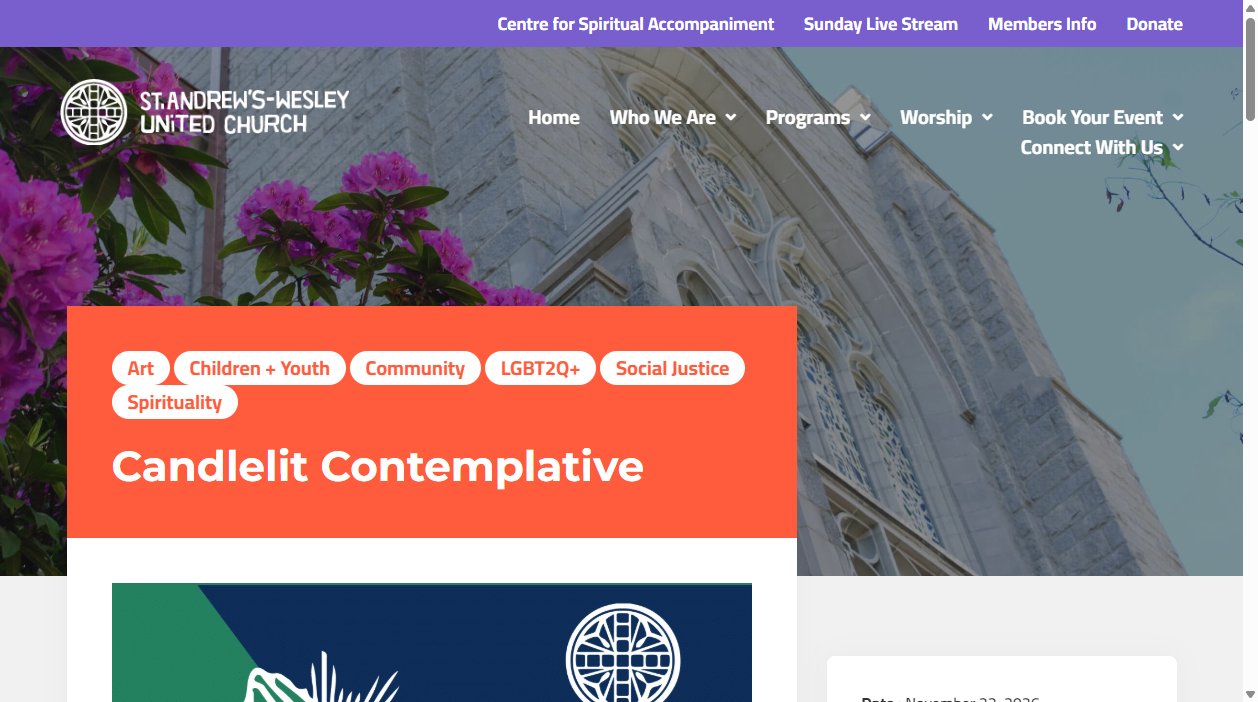 Centre for Spiritual Accompaniment Sunday Live Stream Members Info Donate
ST. ANDREW'S-WESLEY
UNITED CHURCH
Home Who We Are Programs Worship Book Your Event
Connect With Us
Art Children + Youth Community LGBT2Q+ Social Justice
Spirituality
Candlelit Contemplative